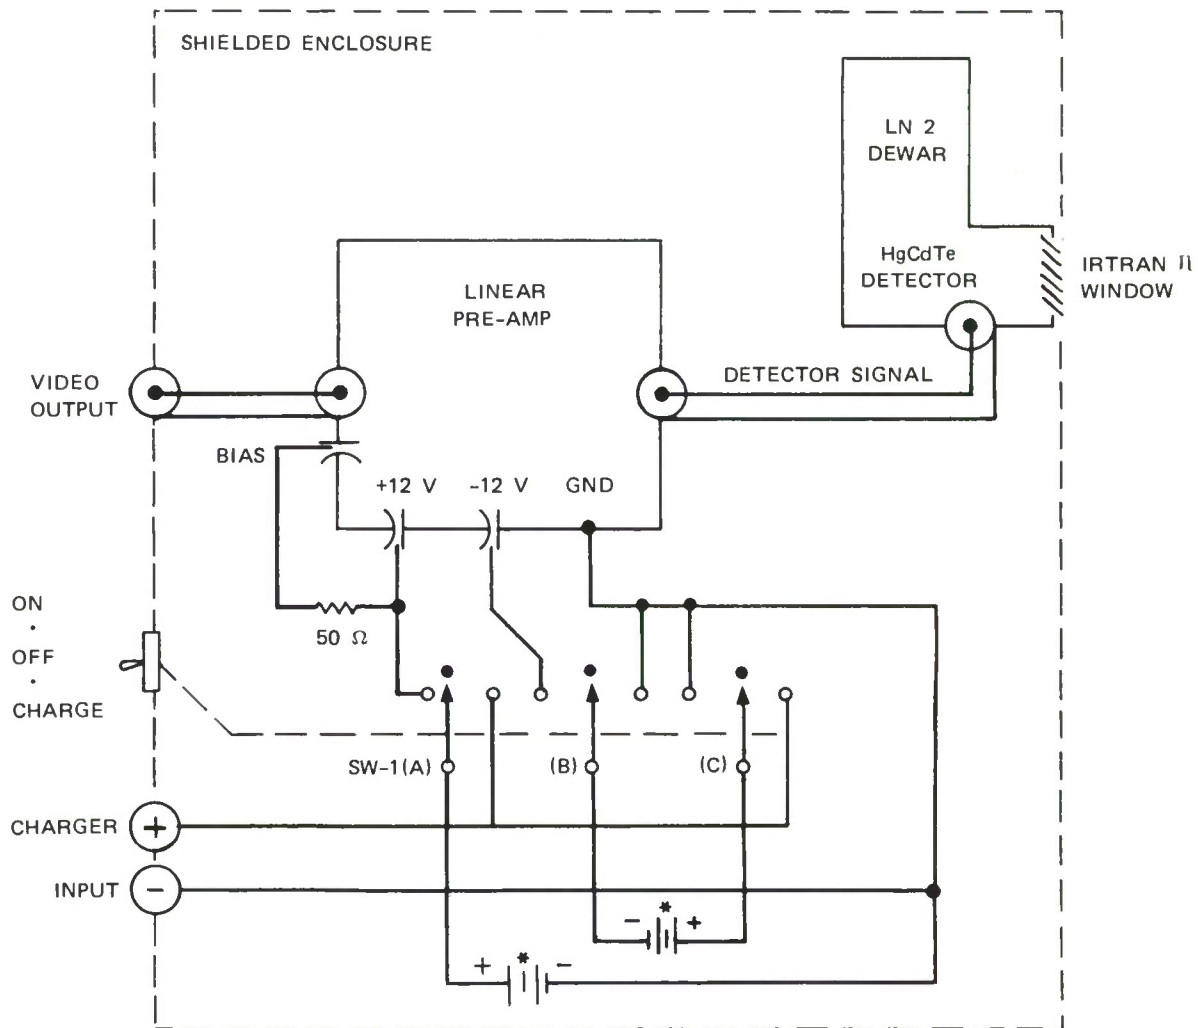 SHIELDED ENCLOSURE
LN 2
DEWAR
HgCdTe
DETECTOR
IRTRAN II
WINDOW
LINEAR
PRE-AMP
DETECTOR SIGNAL
VIDEO
OUTPUT
BIAS
+12 V
-12 V
GND
50 Ω
ON
·
OFF
·
CHARGE
SW-1(A)
(B)
(C)
CHARGER
+
INPUT
-
- * +
+ * -